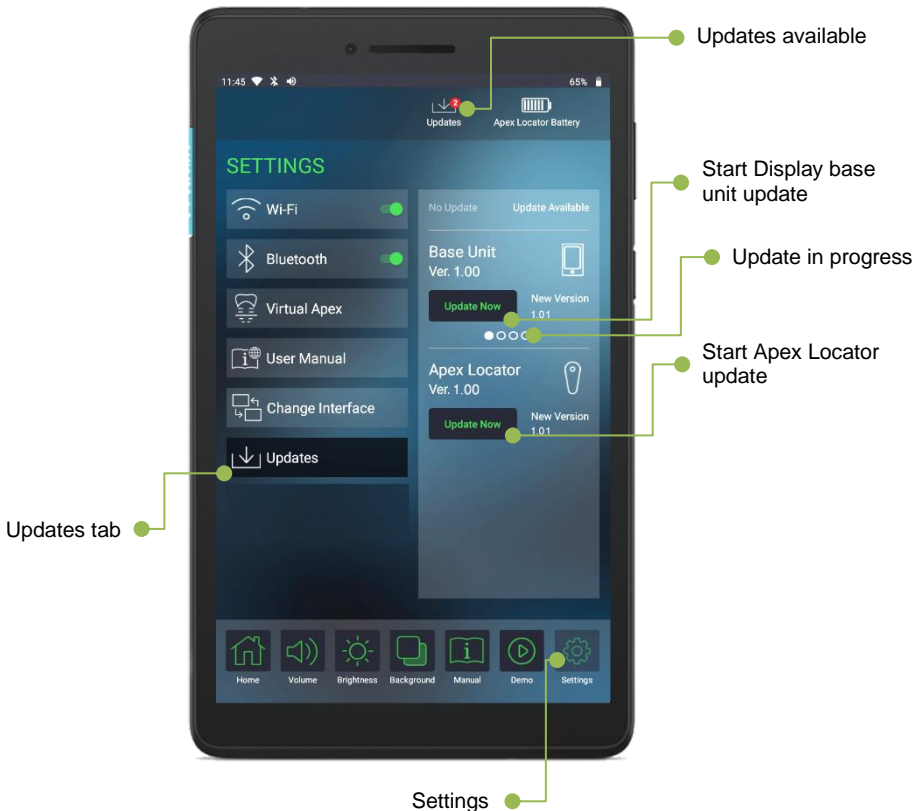 Updates available
11:45
65%
2
Updates
Apex Locator Battery
SETTINGS
Wi-Fi
Bluetooth
Virtual Apex
User Manual
Change Interface
Updates
No Update
Update Available
Base Unit
Ver. 1.00
Update Now
New Version
1.01
Apex Locator
Ver. 1.00
Update Now
New Version
1.01
Start Display base
unit update
Update in progress
Start Apex Locator
update
Updates tab
Home
Volume
Brightness
Background
Manual
Demo
Settings
Settings